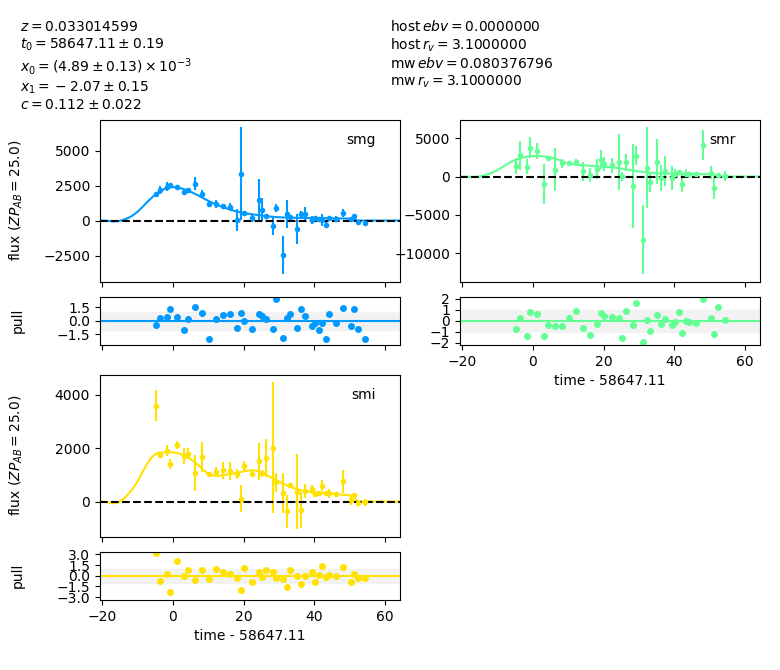 z = 0.033014599
t₀ = 58647.11 ± 0.19
x₀ = (4.89 ± 0.13) × 10⁻³
x₁ = −2.07 ± 0.15
c = 0.112 ± 0.022
host ebv = 0.0000000
host r_v = 3.1000000
mw ebv = 0.080376796
mw r_v = 3.1000000
flux (ZP_AB = 25.0)
5000
2500
0
−2500
smg
5000
0
−5000
−10000
smr
pull
1.5
0.0
−1.5
2
1
0
−1
−2
−20
0
20
40
60
time - 58647.11
flux (ZP_AB = 25.0)
4000
2000
0
smi
pull
3.0
1.5
0.0
−1.5
−3.0
−20
0
20
40
60
time - 58647.11